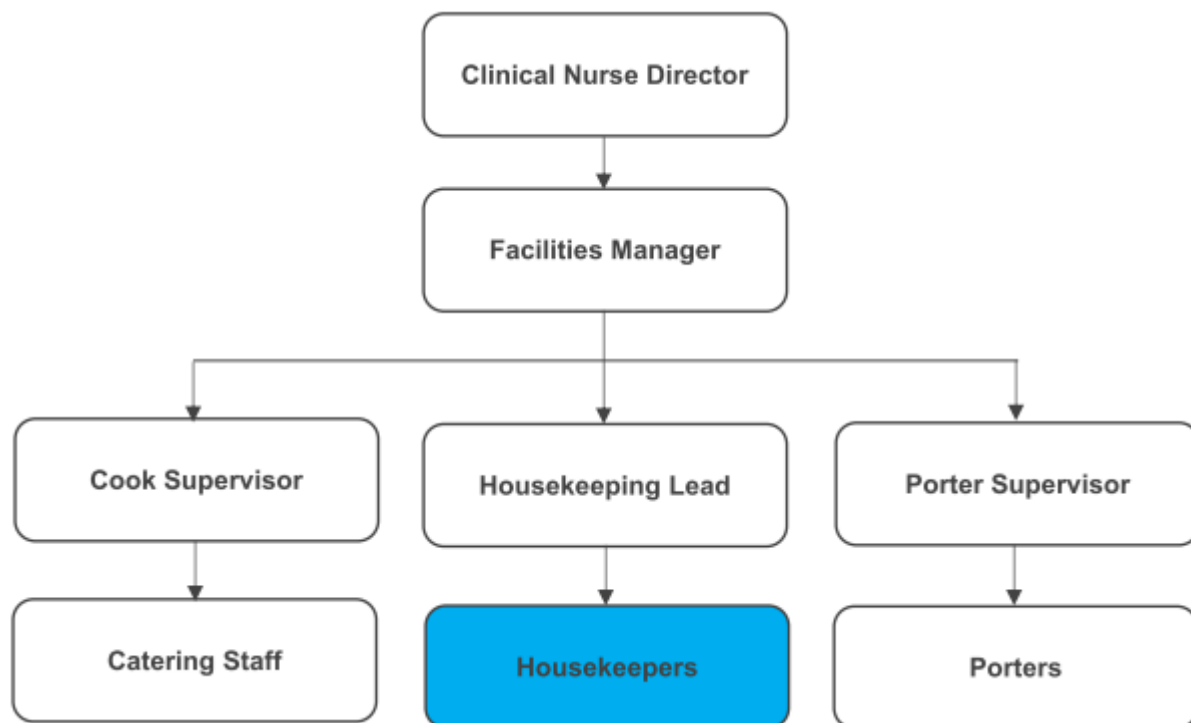 Clinical Nurse Director
Facilities Manager
Cook Supervisor
Housekeeping Lead
Porter Supervisor
Catering Staff
Housekeepers
Porters